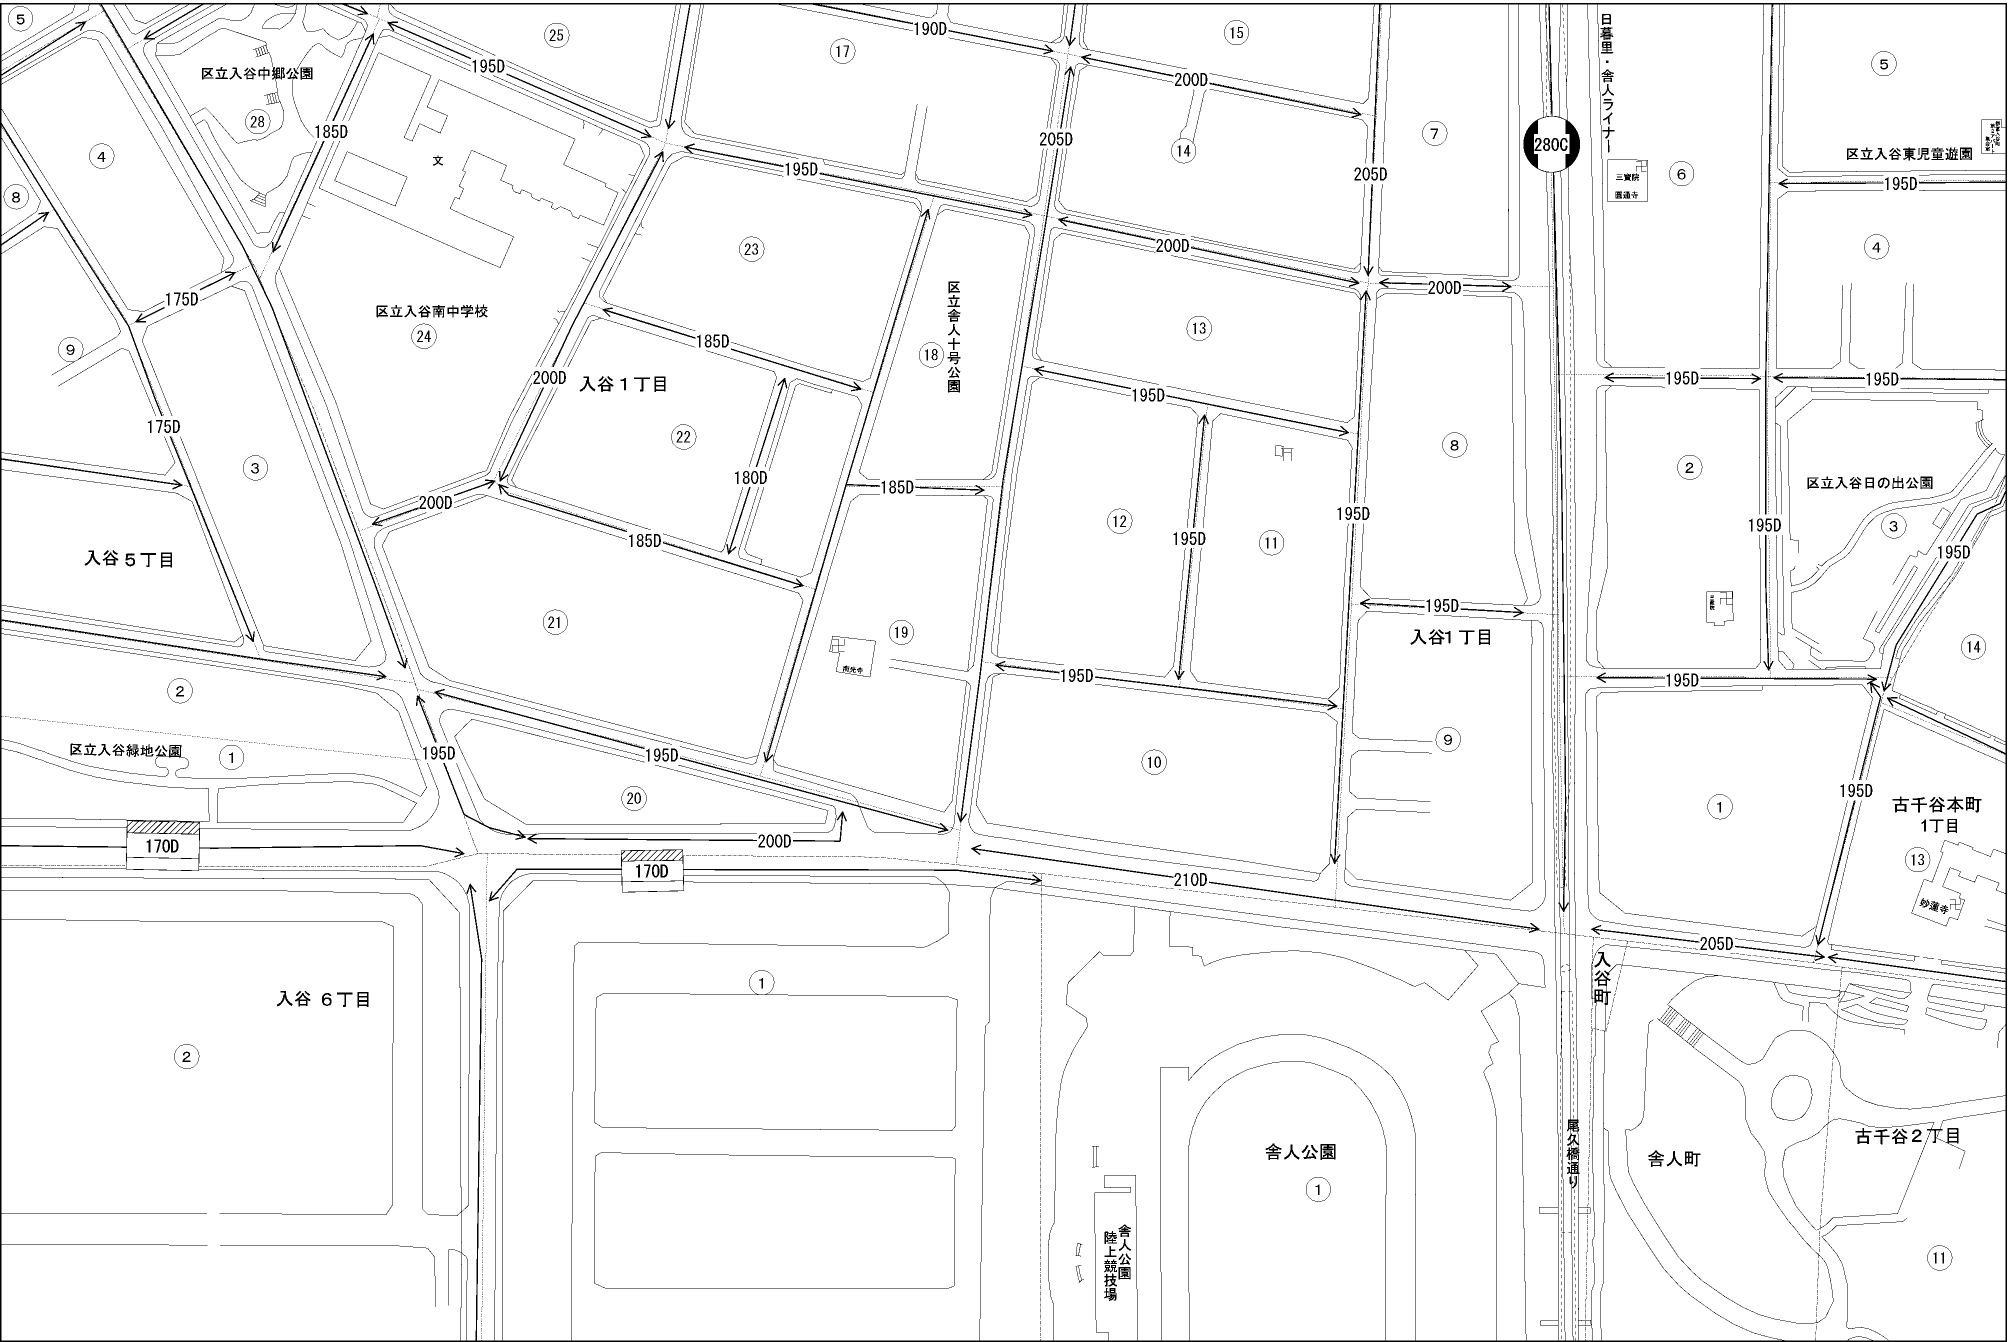 5
25
17
190D
15
日暮里・舎人ライナー
5
区立入谷中郷公園
195D
200D
28
185D
4
文
205D
14
7
280C
区立入谷東児童遊園
195D
205D
6
三寳院
圓通寺
195D
8
23
200D
4
175D
区立入谷南中学校
24
185D
区立舎人十号公園
18
13
200D
9
200D
入谷1丁目
195D
195D
195D
175D
3
22
180D
185D
12
195D
11
195D
8
2
区立入谷日の出公園
3
200D
185D
195D
195D
入谷5丁目
21
19
南光寺
195D
入谷1丁目
14
2
195D
195D
区立入谷緑地公園
1
195D
195D
20
10
9
1
195D
古千谷本町
1丁目
13
170D
200D
170D
210D
妙蓮寺
205D
入谷町
入谷 6丁目
1
2
尾久橋通り
舎人公園
1
舎人町
古千谷2丁目
舎人公園
陸上競技場
11